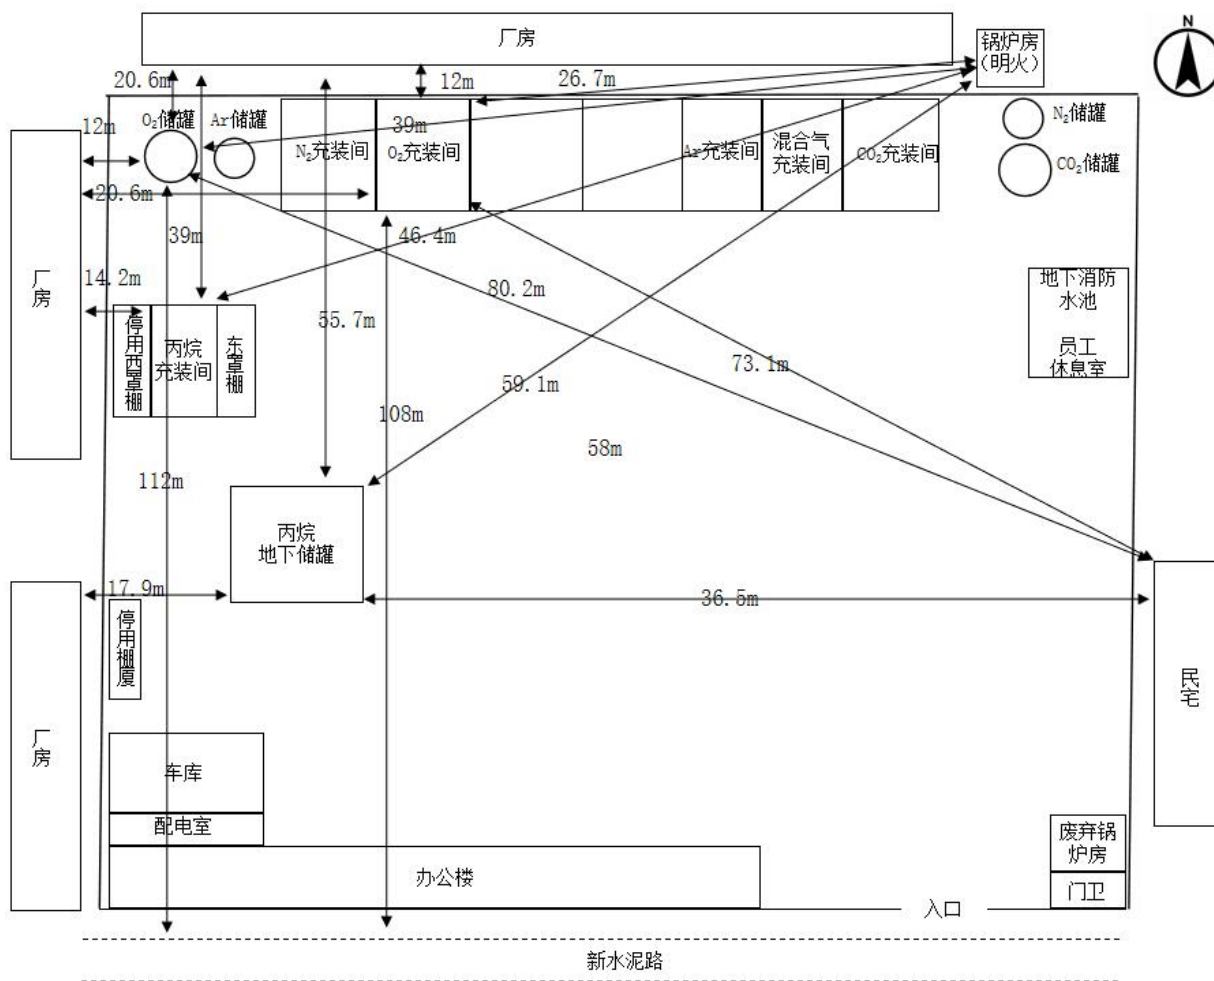 N
厂房
锅炉房
(明火)
20.6m
12m
26.7m
12m
O₂储罐
Ar储罐
39m
N₂充装间
O₂充装间
Ar充装间
混合气
充装间
CO₂充装间
N₂储罐
CO₂储罐
20.6m
39m
46.4m
14.2m
厂房
80.2m
地下消防
水池
员工
休息室
停用西罩棚
丙烷
充装间
东罩棚
55.7m
73.1m
59.1m
108m
58m
112m
丙烷
地下储罐
17.9m
36.5m
停用棚厦
民宅
厂房
车库
配电室
办公楼
废弃锅
炉房
门卫
入口
新水泥路